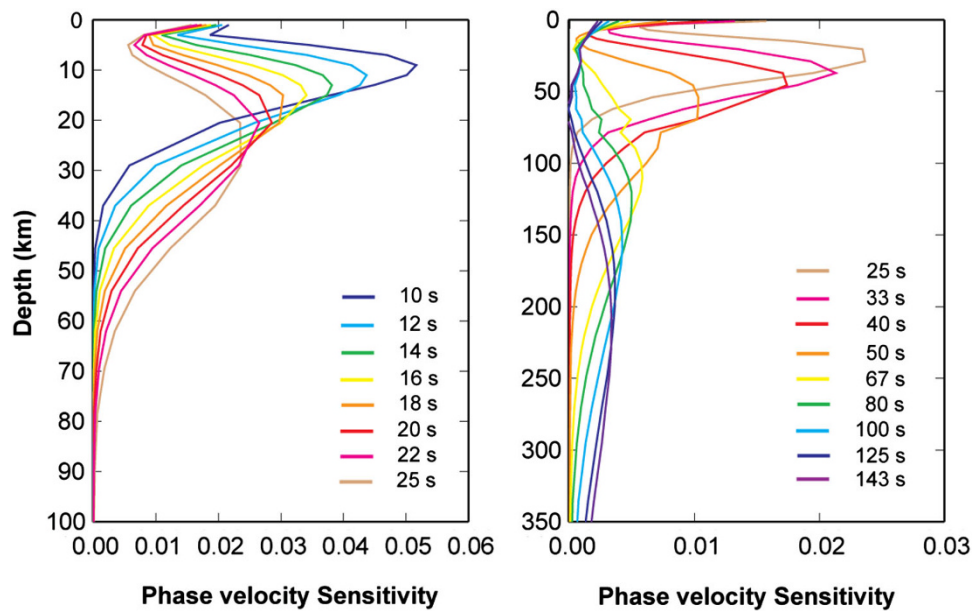 0
10
20
30
40
50
60
70
80
90
100
Depth (km)
0.00 0.01 0.02 0.03 0.04 0.05 0.06
Phase velocity Sensitivity
10 s
12 s
14 s
16 s
18 s
20 s
22 s
25 s
0
50
100
150
200
250
300
350
0.00 0.01 0.02 0.03
Phase velocity Sensitivity
25 s
33 s
40 s
50 s
67 s
80 s
100 s
125 s
143 s